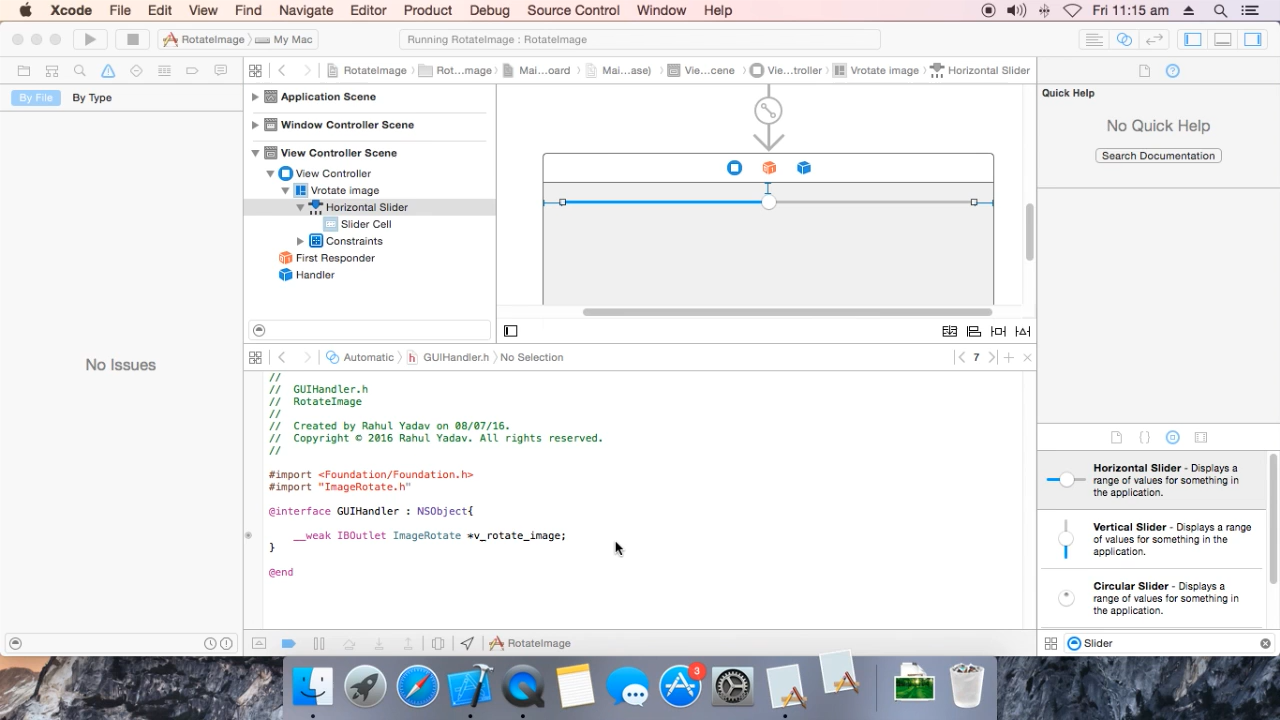 Xcode File Edit View Find Navigate Editor Product Debug Source Control Window Help Fri 11:15 am
RotateImage My Mac Running RotateImage : RotateImage
RotateImage Rot...mage Mai...oard Mai...ase) Vie...cene Vie...troller Vrotate image Horizontal Slider
By File By Type
No Issues
Application Scene
Window Controller Scene
View Controller Scene
View Controller
Vrotate image
Horizontal Slider
Slider Cell
Constraints
First Responder
Handler
Automatic GUIHandler.h No Selection 7
//
// GUIHandler.h
// RotateImage
//
// Created by Rahul Yadav on 08/07/16.
// Copyright © 2016 Rahul Yadav. All rights reserved.
//
#import <Foundation/Foundation.h>
#import "ImageRotate.h"
@interface GUIHandler : NSObject{
__weak IBOutlet ImageRotate *v_rotate_image;
}
@end
RotateImage
Quick Help
No Quick Help
Search Documentation
Horizontal Slider - Displays a
range of values for something in
the application.
Vertical Slider - Displays a range
of values for something in the
application.
Circular Slider - Displays a
range of values for something in
the application.
Slider
3